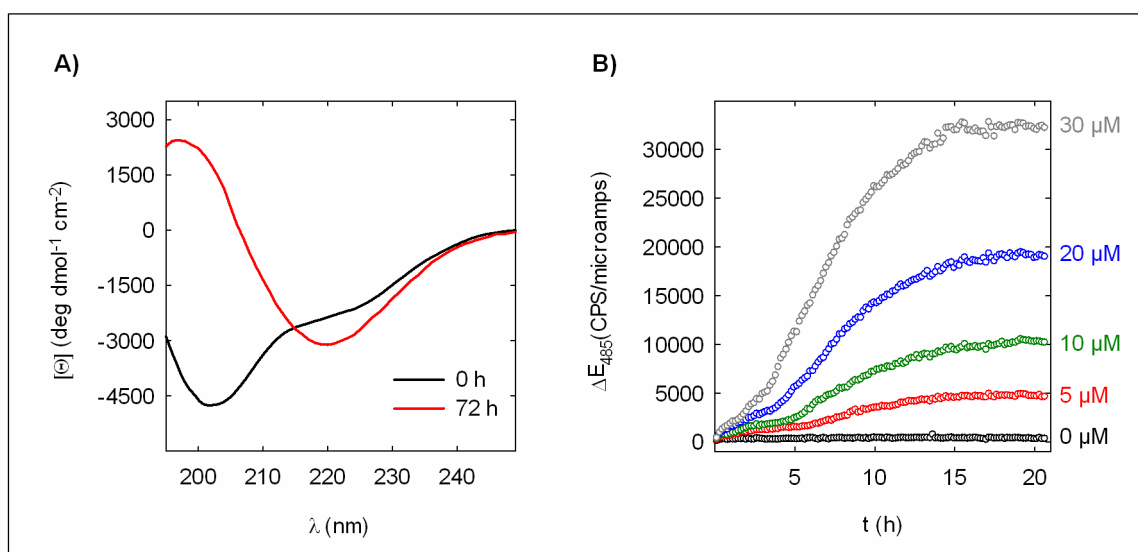 A)
[Θ] (deg dmol-1 cm-2)
3000
1500
0
-1500
-3000
-4500
0 h
72 h
200
210
220
230
240
λ (nm)
B)
ΔE485(CPS/microamps)
30000
25000
20000
15000
10000
5000
0
30 µM
20 µM
10 µM
5 µM
0 µM
5
10
15
20
t (h)